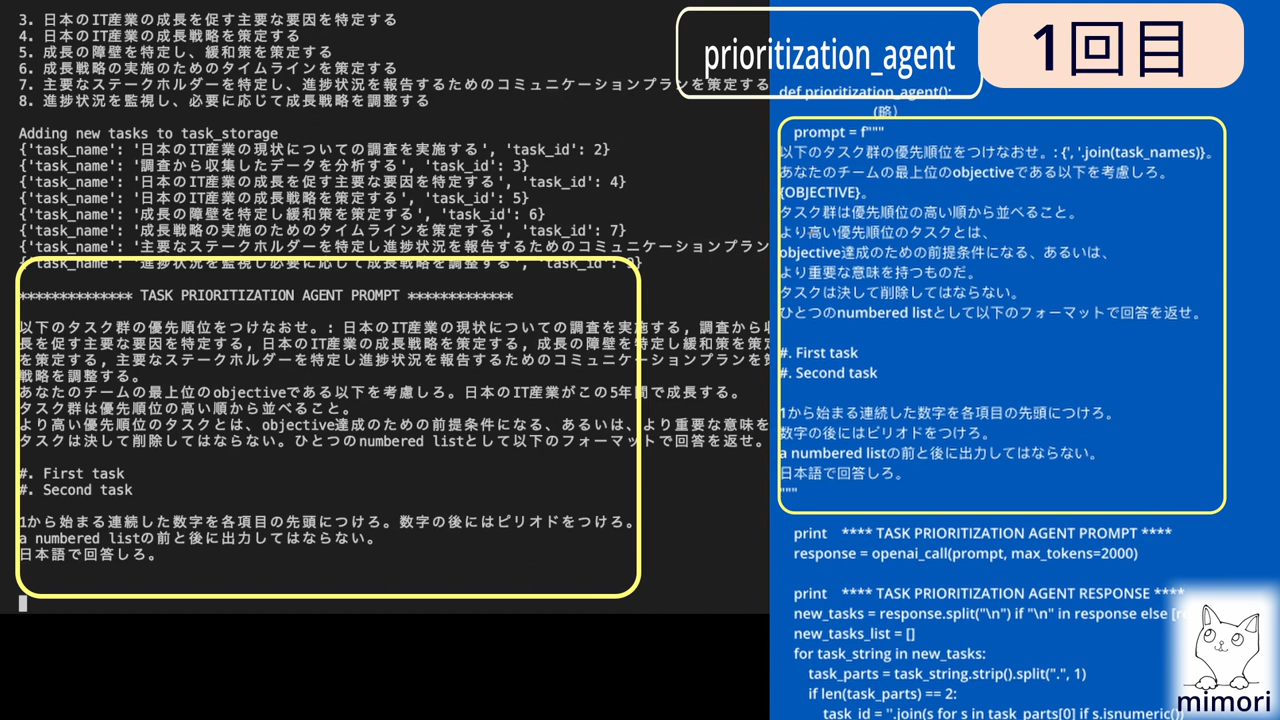 3. 日本のIT産業の成長を促す主要な要因を特定する
4. 日本のIT産業の成長戦略を策定する
5. 成長の障壁を特定し、緩和策を策定する
6. 成長戦略の実施のためのタイムラインを策定する
7. 主要なステークホルダーを特定し、進捗状況を報告するためのコミュニケーションプランを策定する
8. 進捗状況を監視し、必要に応じて成長戦略を調整する
Adding new tasks to task_storage
{'task_name': '日本のIT産業の現状についての調査を実施する', 'task_id': 2}
{'task_name': '調査から収集したデータを分析する', 'task_id': 3}
{'task_name': '日本のIT産業の成長を促す主要な要因を特定する', 'task_id': 4}
{'task_name': '日本のIT産業の成長戦略を策定する', 'task_id': 5}
{'task_name': '成長の障壁を特定し緩和策を策定する', 'task_id': 6}
{'task_name': '成長戦略の実施のためのタイムラインを策定する', 'task_id': 7}
{'task_name': '主要なステークホルダーを特定し進捗状況を報告するためのコミュニケーションプラン
{'task_name': '進捗状況を監視し必要に応じて成長戦略を調整する', 'task_id': 9}
************** TASK PRIORITIZATION AGENT PROMPT *************
以下のタスク群の優先順位をつけなおせ。: 日本のIT産業の現状についての調査を実施する, 調査から収
長を促す主要な要因を特定する, 日本のIT産業の成長戦略を策定する, 成長の障壁を特定し緩和策を策定
を策定する, 主要なステークホルダーを特定し進捗状況を報告するためのコミュニケーションプランを策
戦略を調整する。
あなたのチームの最上位のobjectiveである以下を考慮しろ。日本のIT産業がこの5年間で成長する。
タスク群は優先順位の高い順から並べること。
より高い優先順位のタスクとは、objective達成のための前提条件になる、あるいは、より重要な意味を
タスクは決して削除してはならない。ひとつのnumbered listとして以下のフォーマットで回答を返せ。
#. First task
#. Second task
1から始まる連続した数字を各項目の先頭につけろ。数字の後にはピリオドをつけろ。
a numbered listの前と後に出力してはならない。
日本語で回答しろ。
prioritization_agent
1回目
def prioritization_agent():
(略)
prompt = f"""
以下のタスク群の優先順位をつけなおせ。: {', '.join(task_names)}。
あなたのチームの最上位のobjectiveである以下を考慮しろ。
{OBJECTIVE}。
タスク群は優先順位の高い順から並べること。
より高い優先順位のタスクとは、
objective達成のための前提条件になる、あるいは、
より重要な意味を持つものだ。
タスクは決して削除してはならない。
ひとつのnumbered listとして以下のフォーマットで回答を返せ。
#. First task
#. Second task
1から始まる連続した数字を各項目の先頭につけろ。
数字の後にはピリオドをつけろ。
a numbered listの前と後に出力してはならない。
日本語で回答しろ。
"""
print **** TASK PRIORITIZATION AGENT PROMPT ****
response = openai_call(prompt, max_tokens=2000)
print **** TASK PRIORITIZATION AGENT RESPONSE ****
new_tasks = response.split("\n") if "\n" in response else
new_tasks_list = []
for task_string in new_tasks:
task_parts = task_string.strip().split(".", 1)
if len(task_parts) == 2:
task_id = ''.join(s for s in task_parts[0] if s.isnumeric()
mimori